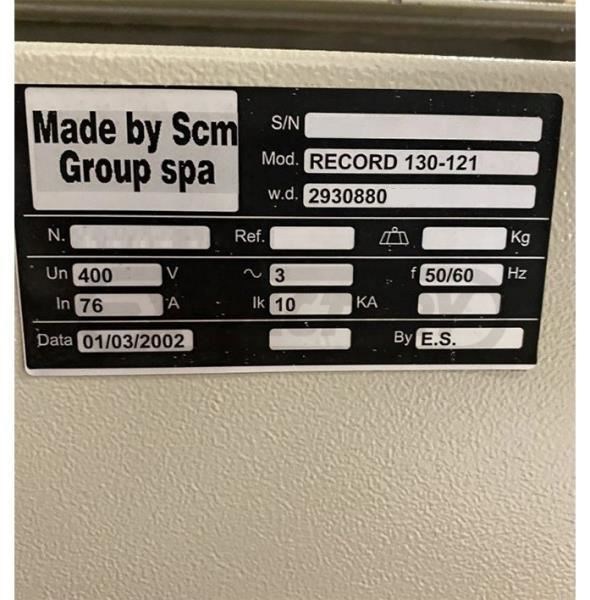 Made by Scm
Group spa
S/N
Mod. RECORD 130-121
w.d. 2930880
N. Ref. Kg
Un 400 V ~ 3 f 50/60 Hz
In 76 A Ik 10 KA
Data 01/03/2002 By E.S.